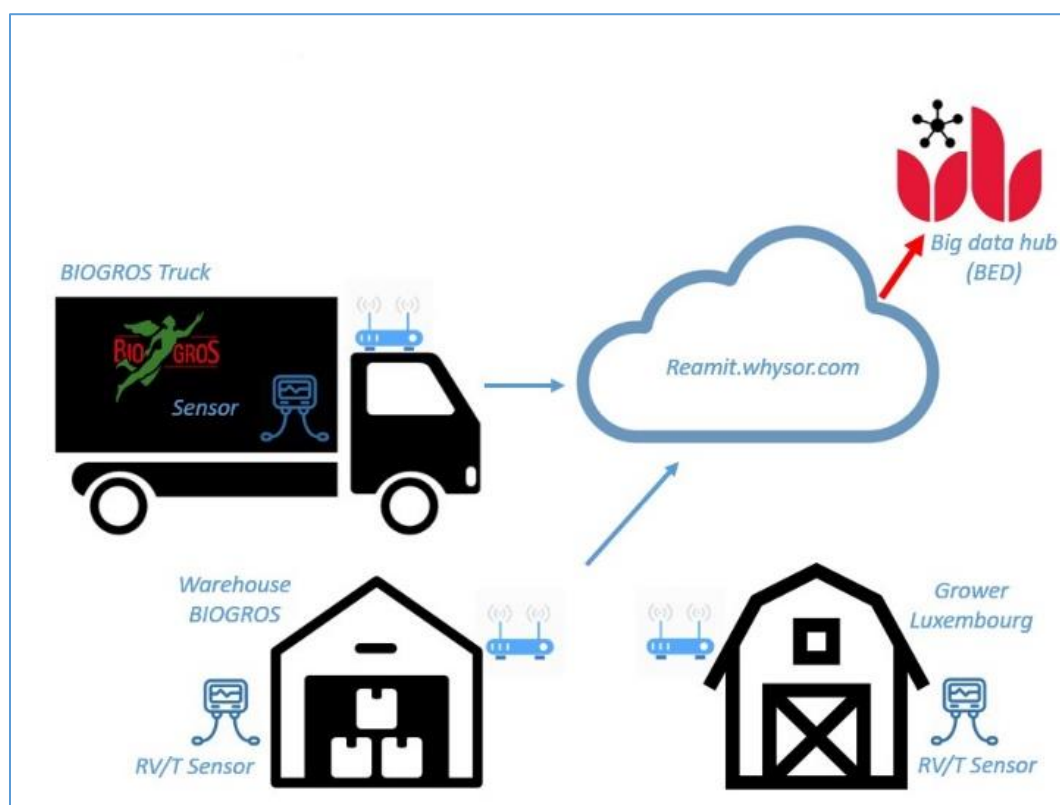 Big data hub
(BED)
BIOGROS Truck
BIO GROS
Sensor
Reamit.whysor.com
Warehouse
BIOGROS
Grower
Luxembourg
RV/T Sensor
RV/T Sensor